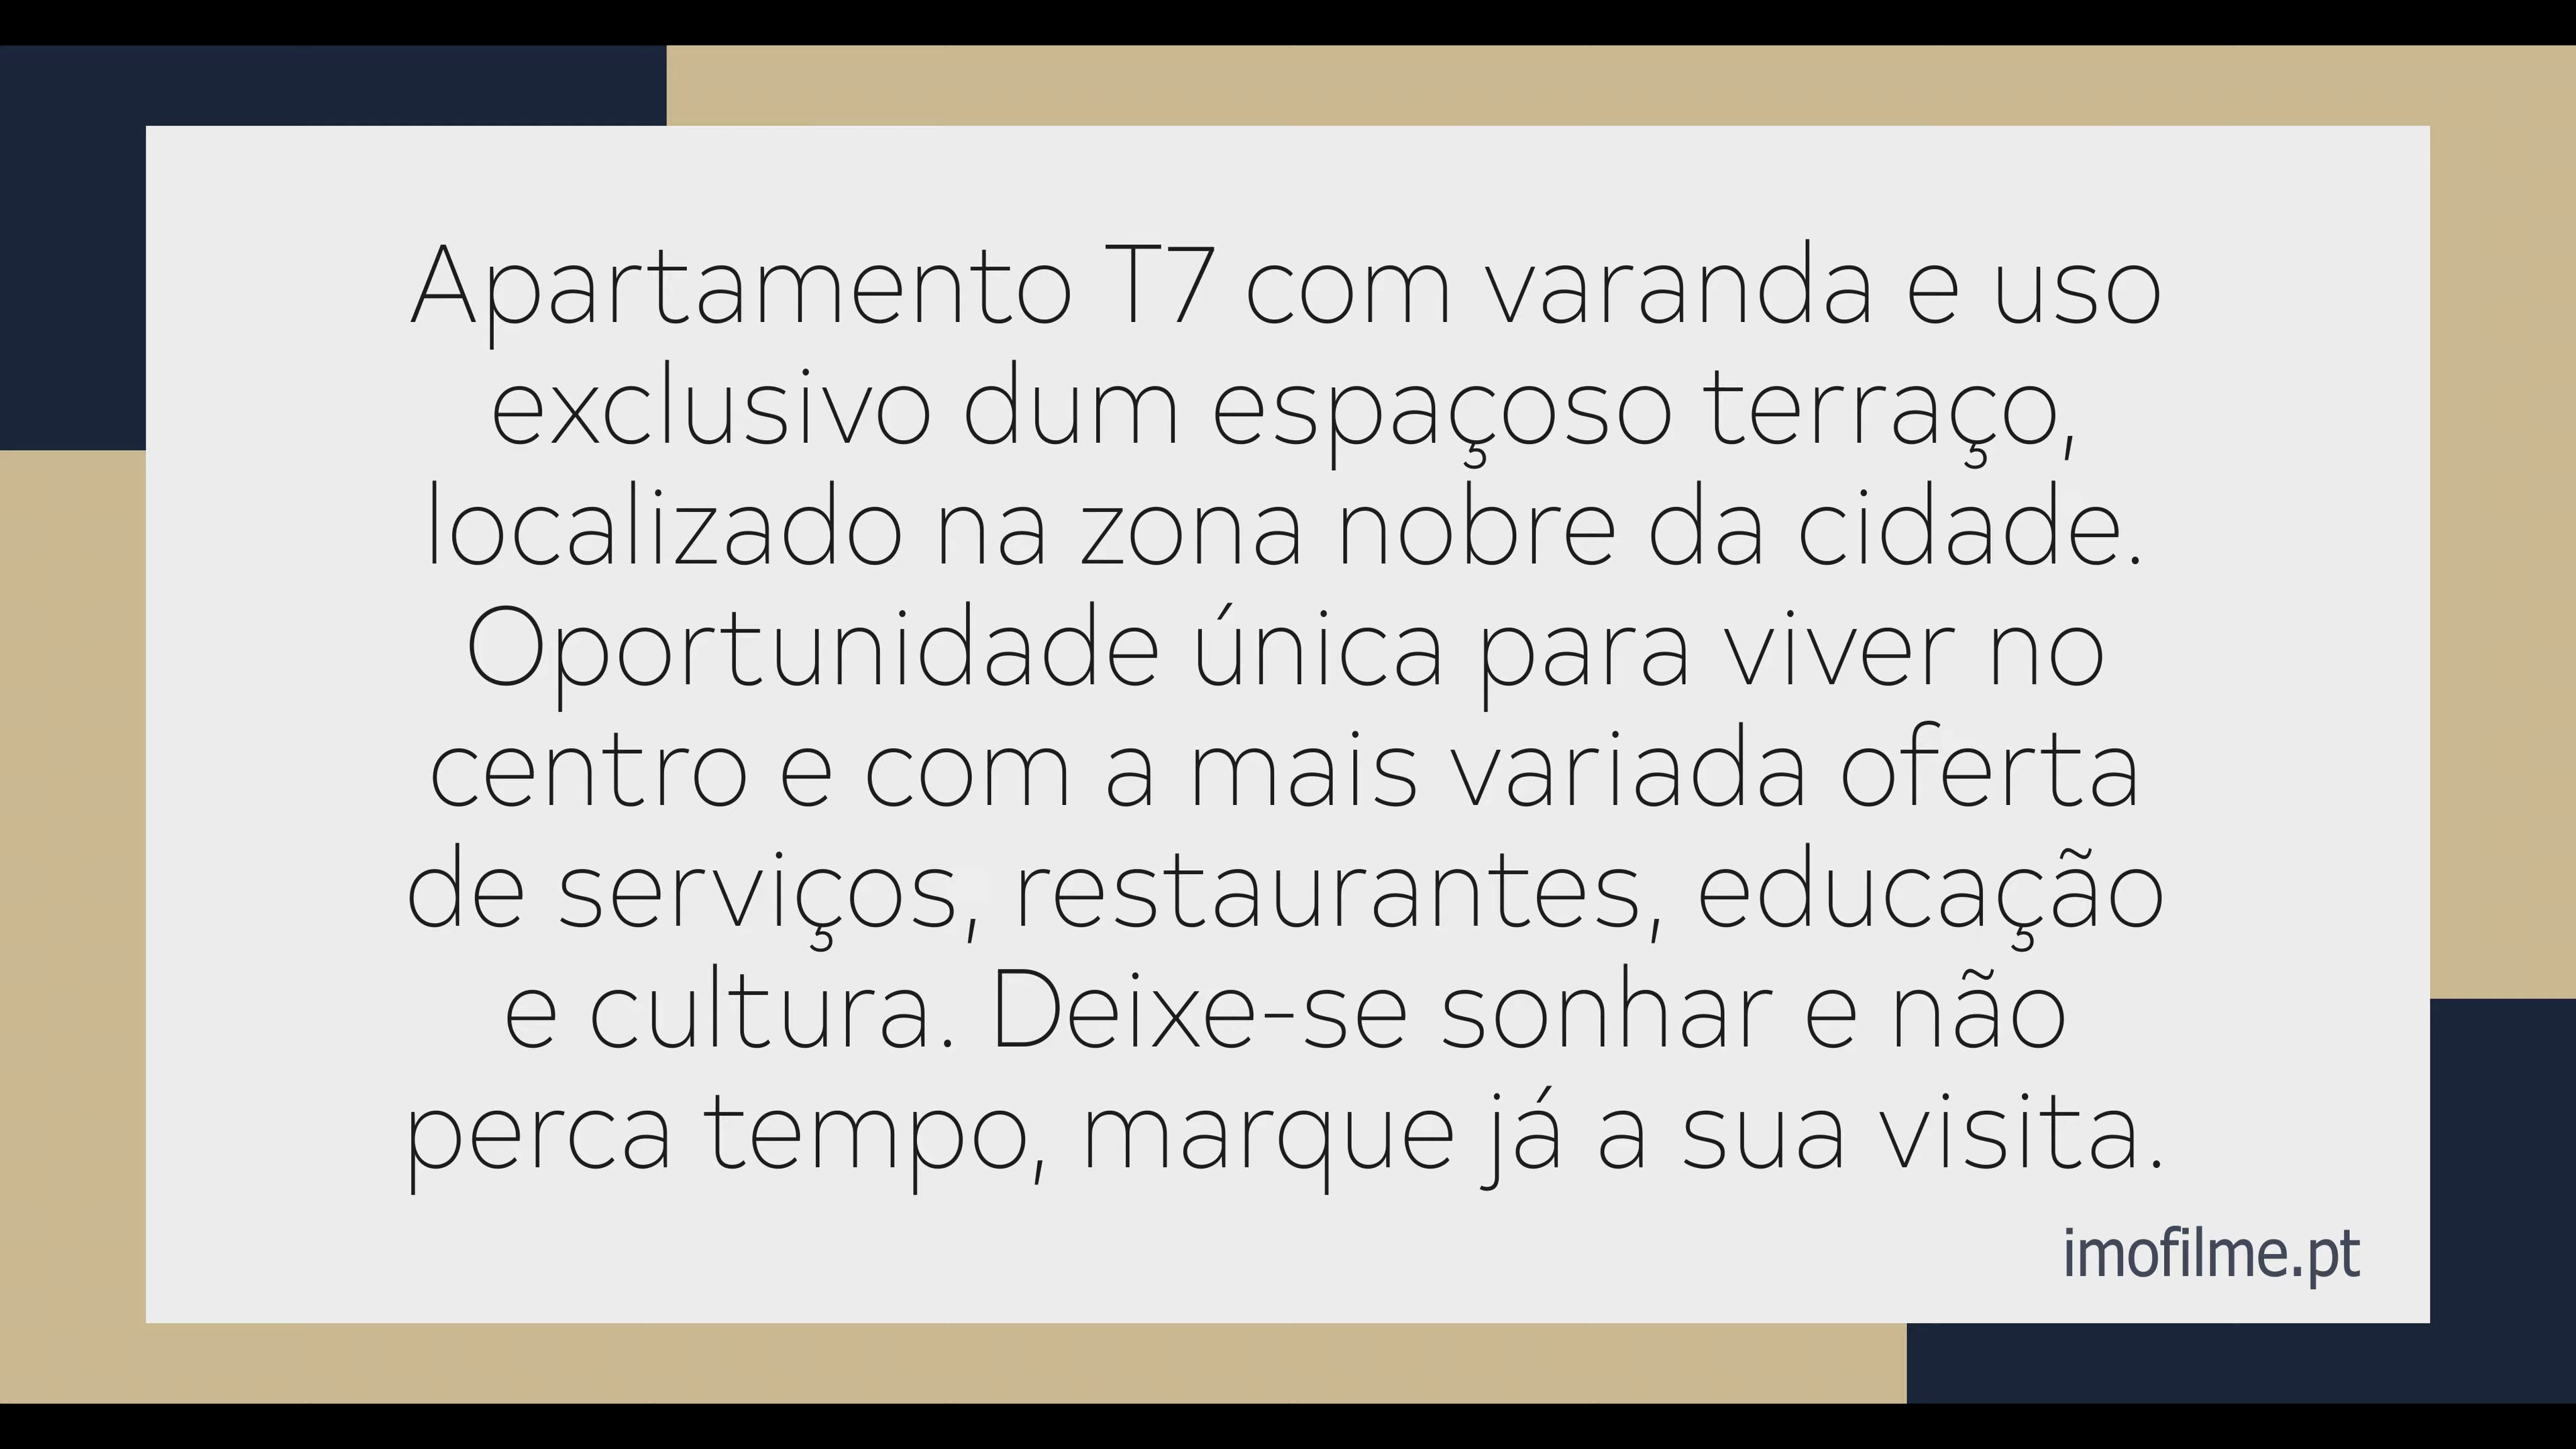 Apartamento T7 com varanda e uso
exclusivo dum espaçoso terraço,
localizado na zona nobre da cidade.
Oportunidade única para viver no
centro e com a mais variada oferta
de serviços, restaurantes, educação
e cultura. Deixe-se sonhar e não
perca tempo, marque já a sua visita.
imofilme.pt